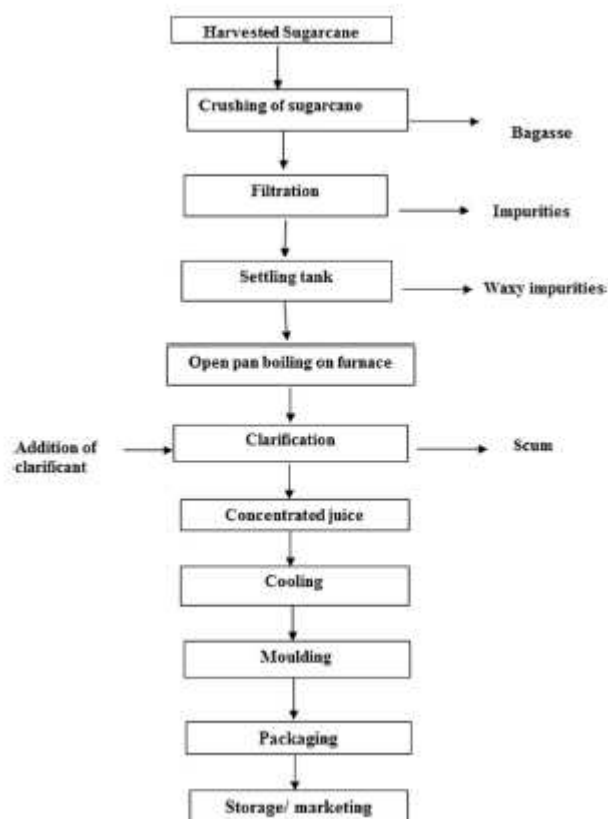 Harvested Sugarcane
Crushing of sugarcane
Bagasse
Filtration
Impurities
Settling tank
Waxy impurities
Open pan boiling on furnace
Addition of
clarificant
Clarification
Scum
Concentrated juice
Cooling
Moulding
Packaging
Storage/ marketing